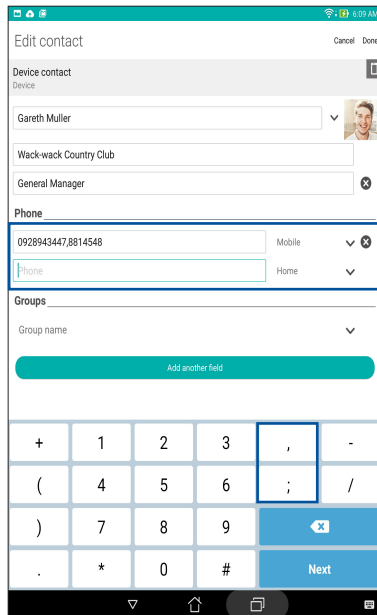 6:09 AM
Edit contact
Cancel Done
Device contact
Device
Gareth Muller
Wack-wack Country Club
General Manager
Phone
0928943447,8814548 Mobile
Phone Home
Groups
Group name
Add another field
+ 1 2 3 , -
( 4 5 6 ; /
) 7 8 9
. * 0 # Next